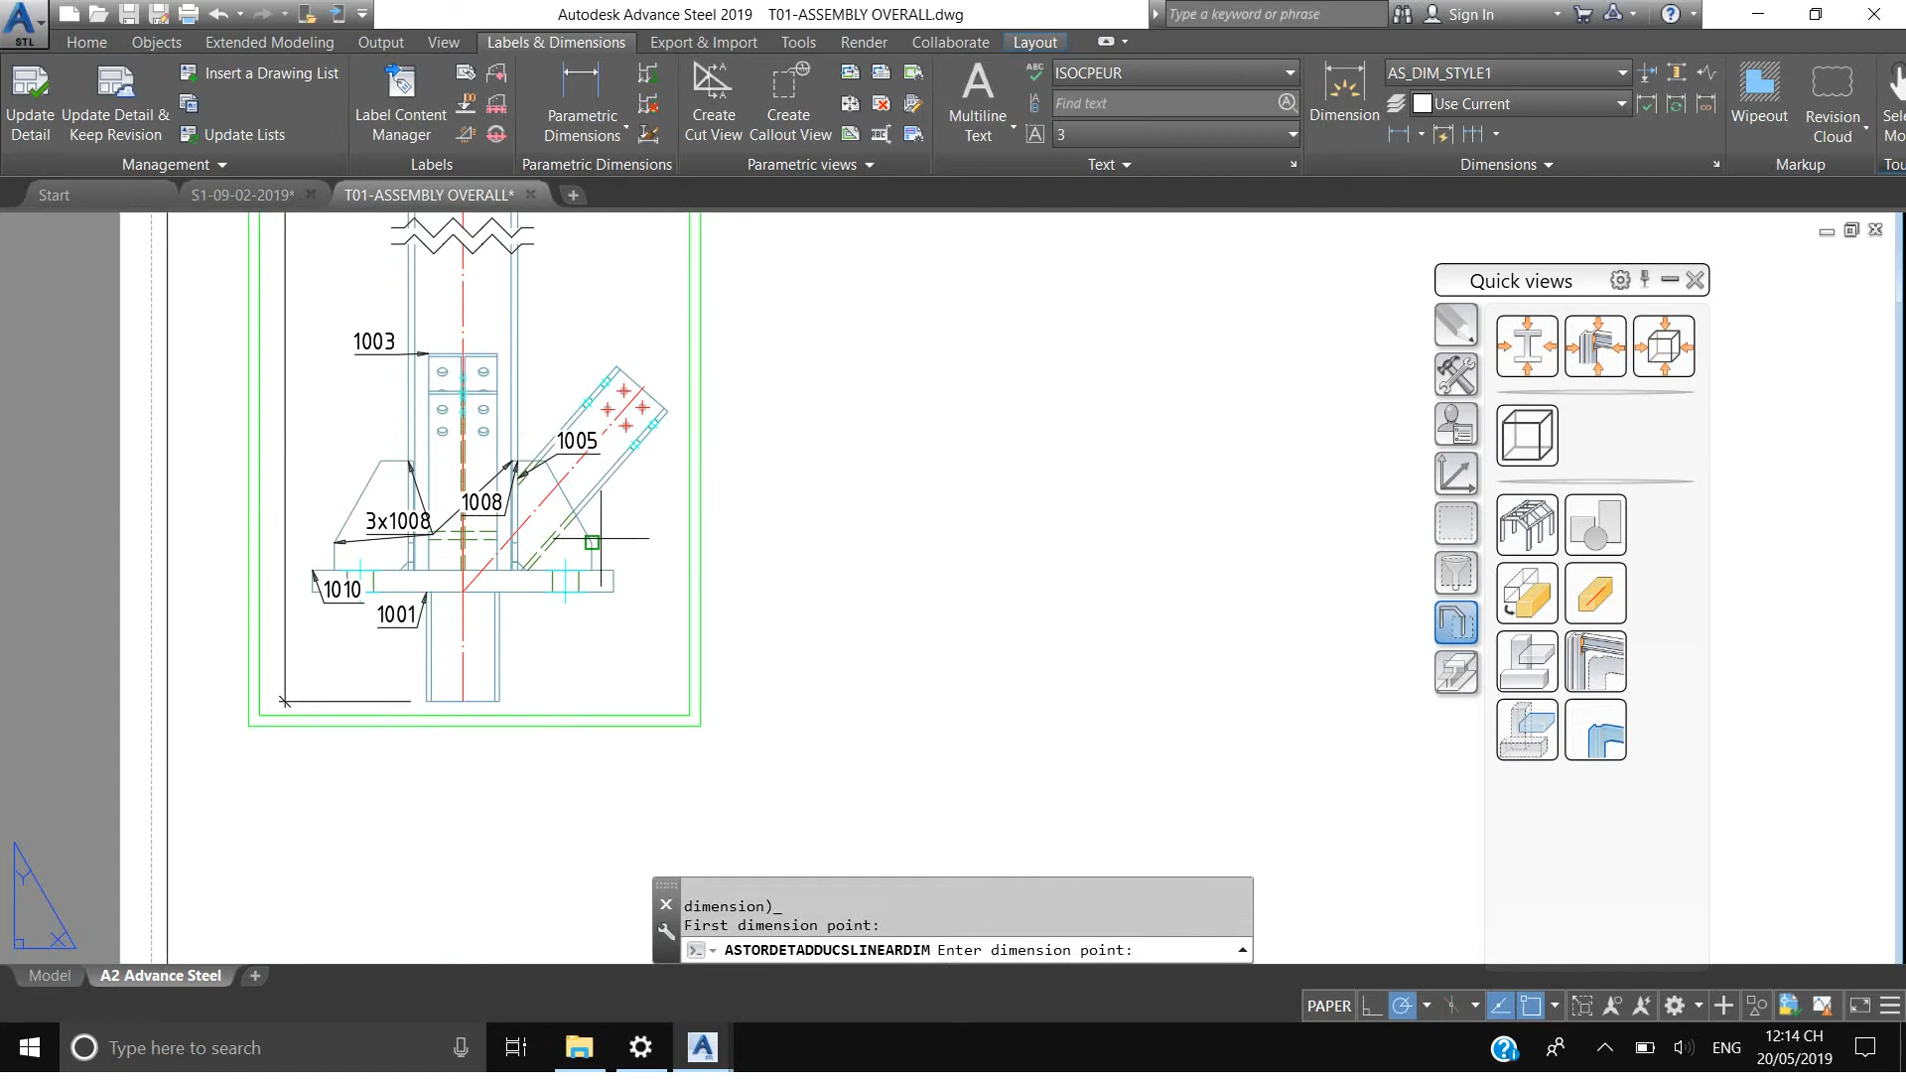 STL
Autodesk Advance Steel 2019 T01-ASSEMBLY OVERALL.dwg
Type a keyword or phrase
Sign In
Home Objects Extended Modeling Output View Labels & Dimensions Export & Import Tools Render Collaborate Layout
Update Detail
Update Detail & Keep Revision
Insert a Drawing List
Update Lists
Label Content Manager
Parametric Dimensions
Create Cut View
Create Callout View
Multiline Text
ABC
ISOCPEUR
Find text
3
Dimension
AS_DIM_STYLE1
Use Current
Wipeout
Revision Cloud
Sele
Mo
Management Labels Parametric Dimensions Parametric views Text Dimensions Markup Tou
Start S1-09-02-2019* T01-ASSEMBLY OVERALL*
Quick views
1003
1005
1008
3x1008
1010
1001
Y
X
dimension)_
First dimension point:
ASTORDETADDUCSLINEARDIM Enter dimension point:
Model A2 Advance Steel
PAPER
Type here to search
ENG
12:14 CH
20/05/2019